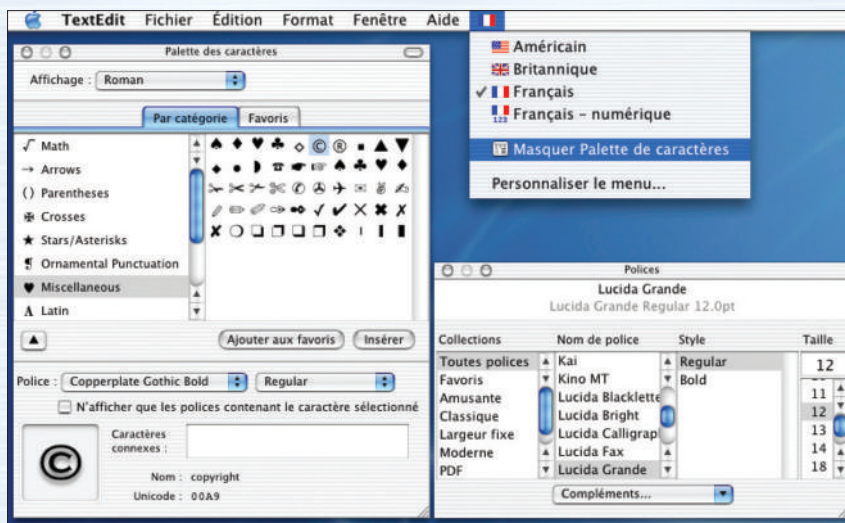 TextEdit Fichier Édition Format Fenêtre Aide
Palette des caractères
Affichage : Roman
Par catégorie Favoris
√ Math
→ Arrows
() Parentheses
✠ Crosses
★ Stars/Asterisks
¶ Ornamental Punctuation
♥ Miscellaneous
A Latin
Ajouter aux favoris Insérer
Police : Copperplate Gothic Bold Regular
N'afficher que les polices contenant le caractère sélectionné
©
Caractères
connexes :
Nom : copyright
Unicode : 00A9
Américain
Britannique
✓ Français
123 Français – numérique
Masquer Palette de caractères
Personnaliser le menu...
Polices
Lucida Grande
Lucida Grande Regular 12.0pt
Collections Nom de police Style Taille
Toutes polices Kai Regular 12
Favoris Kino MT Bold
Amusante Lucida Blacklette 11
Classique Lucida Bright 12
Largeur fixe Lucida Calligrap 13
Moderne Lucida Fax 14
PDF Lucida Grande 18
Compléments...